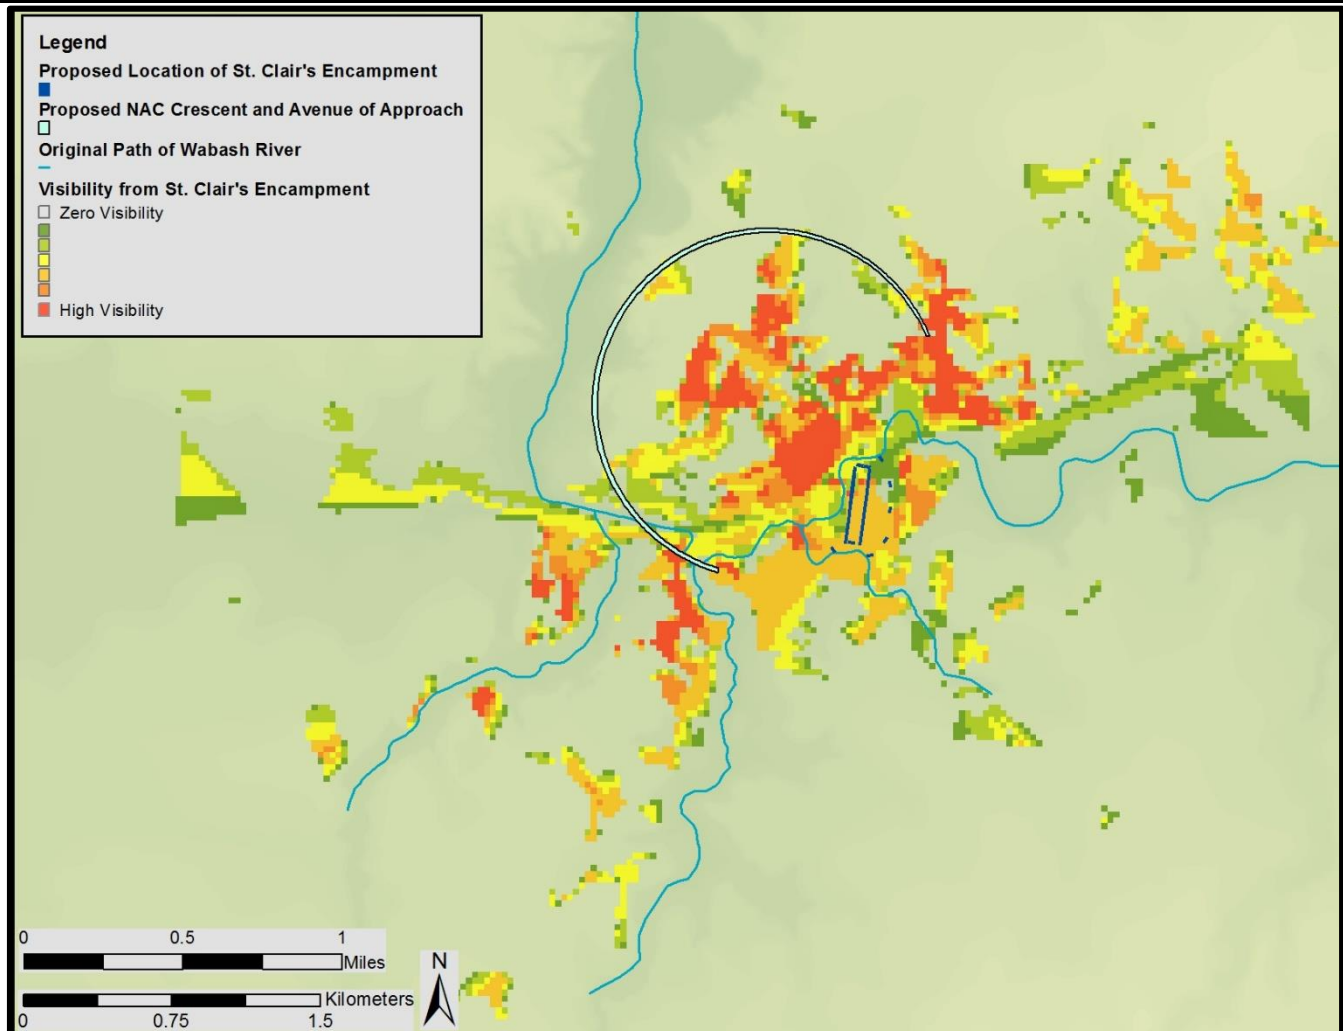 Legend
Proposed Location of St. Clair's Encampment
Proposed NAC Crescent and Avenue of Approach
Original Path of Wabash River
Visibility from St. Clair's Encampment
Zero Visibility
High Visibility
0 0.5 1
Miles
N
Kilometers
0 0.75 1.5